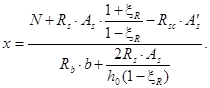 x = \frac{N + R_s \cdot A_s \cdot \frac{1 + \xi_R}{1 - \xi_R} - R_{sc} \cdot A'_s}{R_b \cdot b + \frac{2R_s \cdot A_s}{h_0(1 - \xi_R)}}.